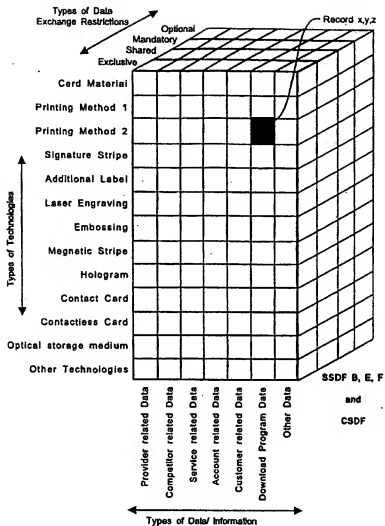 Types of Data
Exchange Restrictions
Optional
Mandatory
Shared
Exclusive
Record x,y,z
Card Material
Printing Method 1
Printing Method 2
Signature Stripe
Additional Label
Laser Engraving
Embossing
Megnetic Stripe
Hologram
Contact Card
Contactless Card
Optical storage medium
Other Technologies
Types of Technologies
SSDF B, E, F
and
CSDF
Provider related Data
Competitor related Data
Service related Data
Account related Data
Customer releted Data
Download Program Date
Other Data
Types of Data/ Information